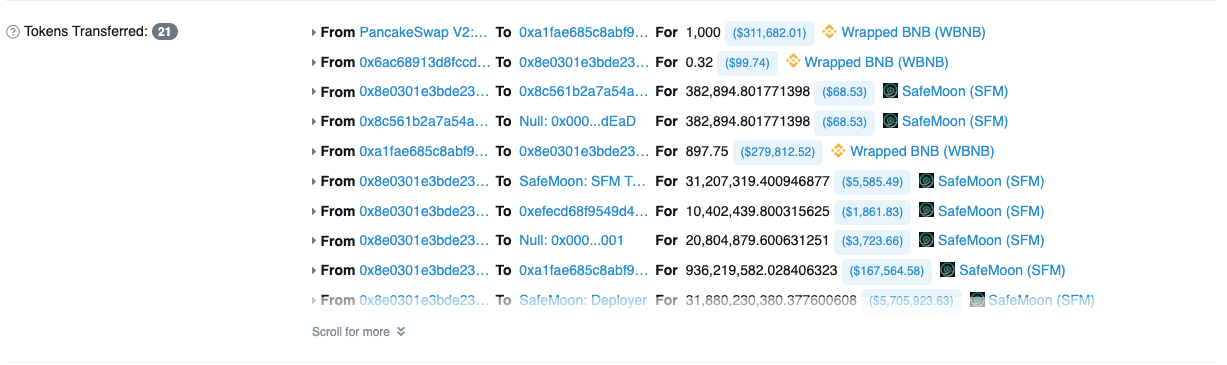 Tokens Transferred: 21
From PancakeSwap V2:... To 0xa1fae685c8abf9... For 1,000 ($311,682.01) Wrapped BNB (WBNB)
From 0x6ac68913d8fccd... To 0x8e0301e3bde23... For 0.32 ($99.74) Wrapped BNB (WBNB)
From 0x8e0301e3bde23... To 0x8c561b2a7a54a... For 382,894.801771398 ($68.53) SafeMoon (SFM)
From 0x8c561b2a7a54a... To Null: 0x000...dEaD For 382,894.801771398 ($68.53) SafeMoon (SFM)
From 0xa1fae685c8abf9... To 0x8e0301e3bde23... For 897.75 ($279,812.52) Wrapped BNB (WBNB)
From 0x8e0301e3bde23... To SafeMoon: SFM T... For 31,207,319.400946877 ($5,585.49) SafeMoon (SFM)
From 0x8e0301e3bde23... To 0xefecd68f9549d4... For 10,402,439.800315625 ($1,861.83) SafeMoon (SFM)
From 0x8e0301e3bde23... To Null: 0x000...001 For 20,804,879.600631251 ($3,723.66) SafeMoon (SFM)
From 0x8e0301e3bde23... To 0xa1fae685c8abf9... For 936,219,582.028406323 ($167,564.58) SafeMoon (SFM)
From 0x8e0301e3bde23... To SafeMoon: Deployer For 31,880,230,380.377600608 ($5,705,923.63) SafeMoon (SFM)
Scroll for more